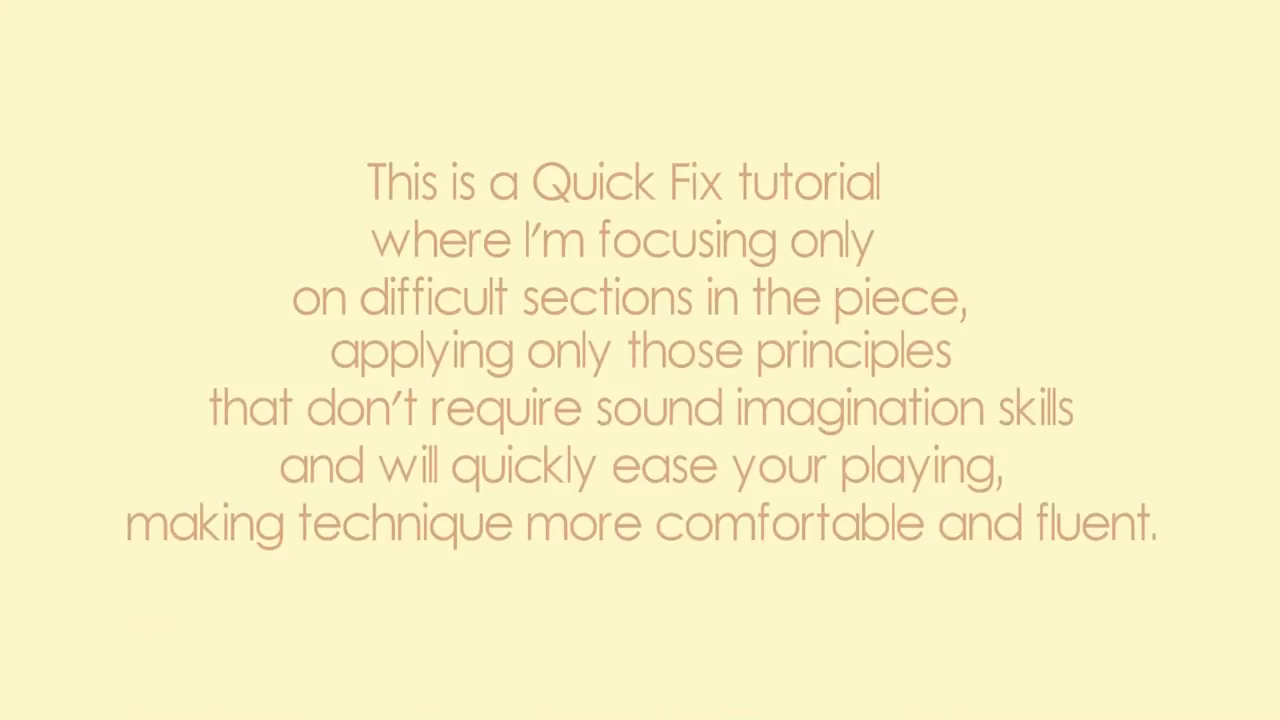 This is a Quick Fix tutorial
where I'm focusing only
on difficult sections in the piece,
applying only those principles
that don't require sound imagination skills
and will quickly ease your playing,
making technique more comfortable and fluent.